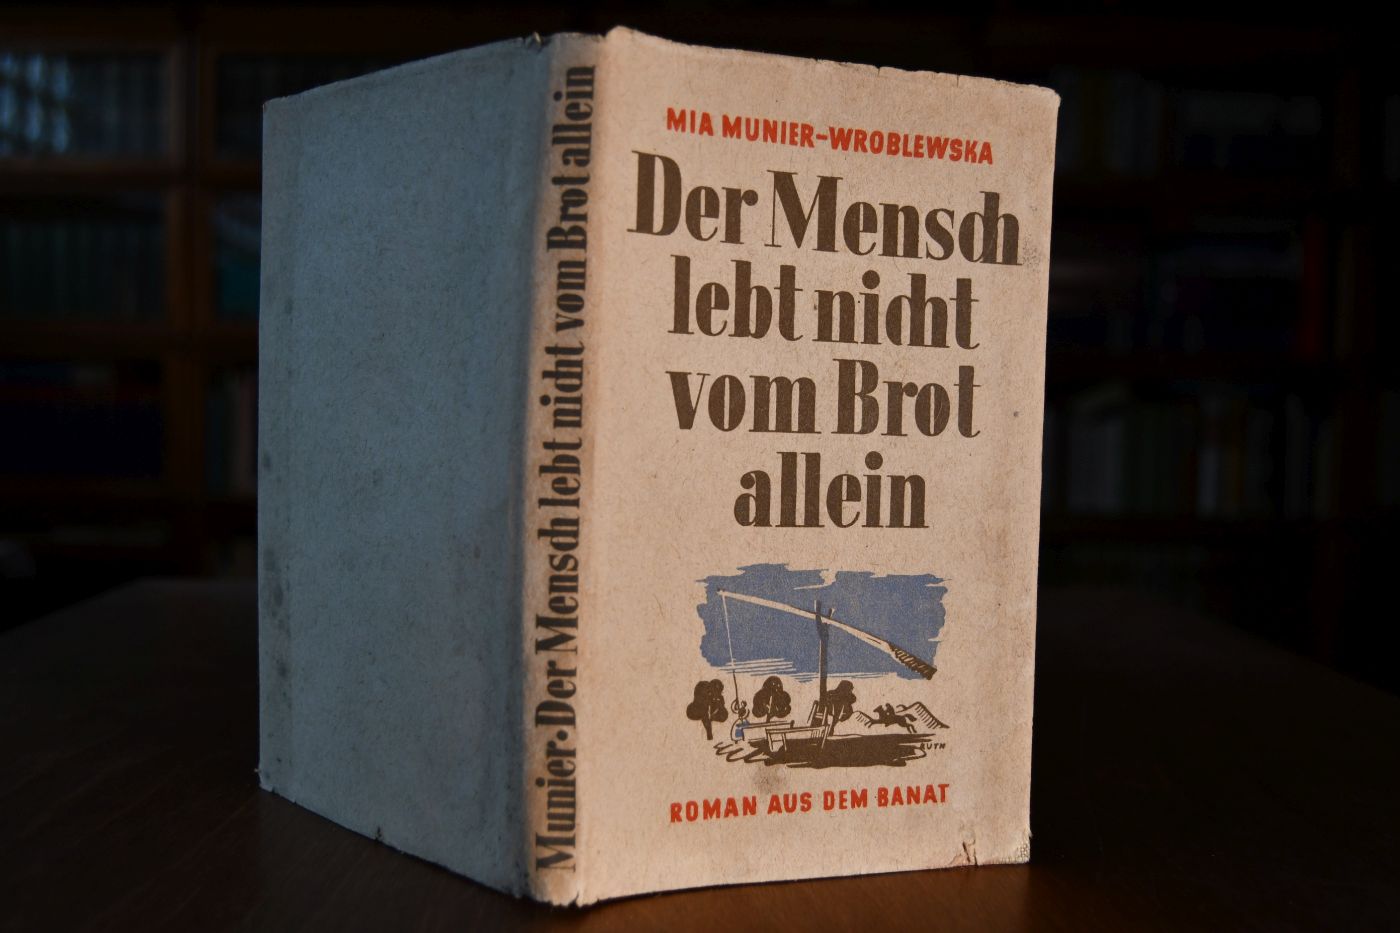 Munier • Der Mensch lebt nicht vom Brot allein
MIA MUNIER-WROBLEWSKA
Der Mensch
lebt nicht
vom Brot
allein
RUTH
ROMAN AUS DEM BANAT